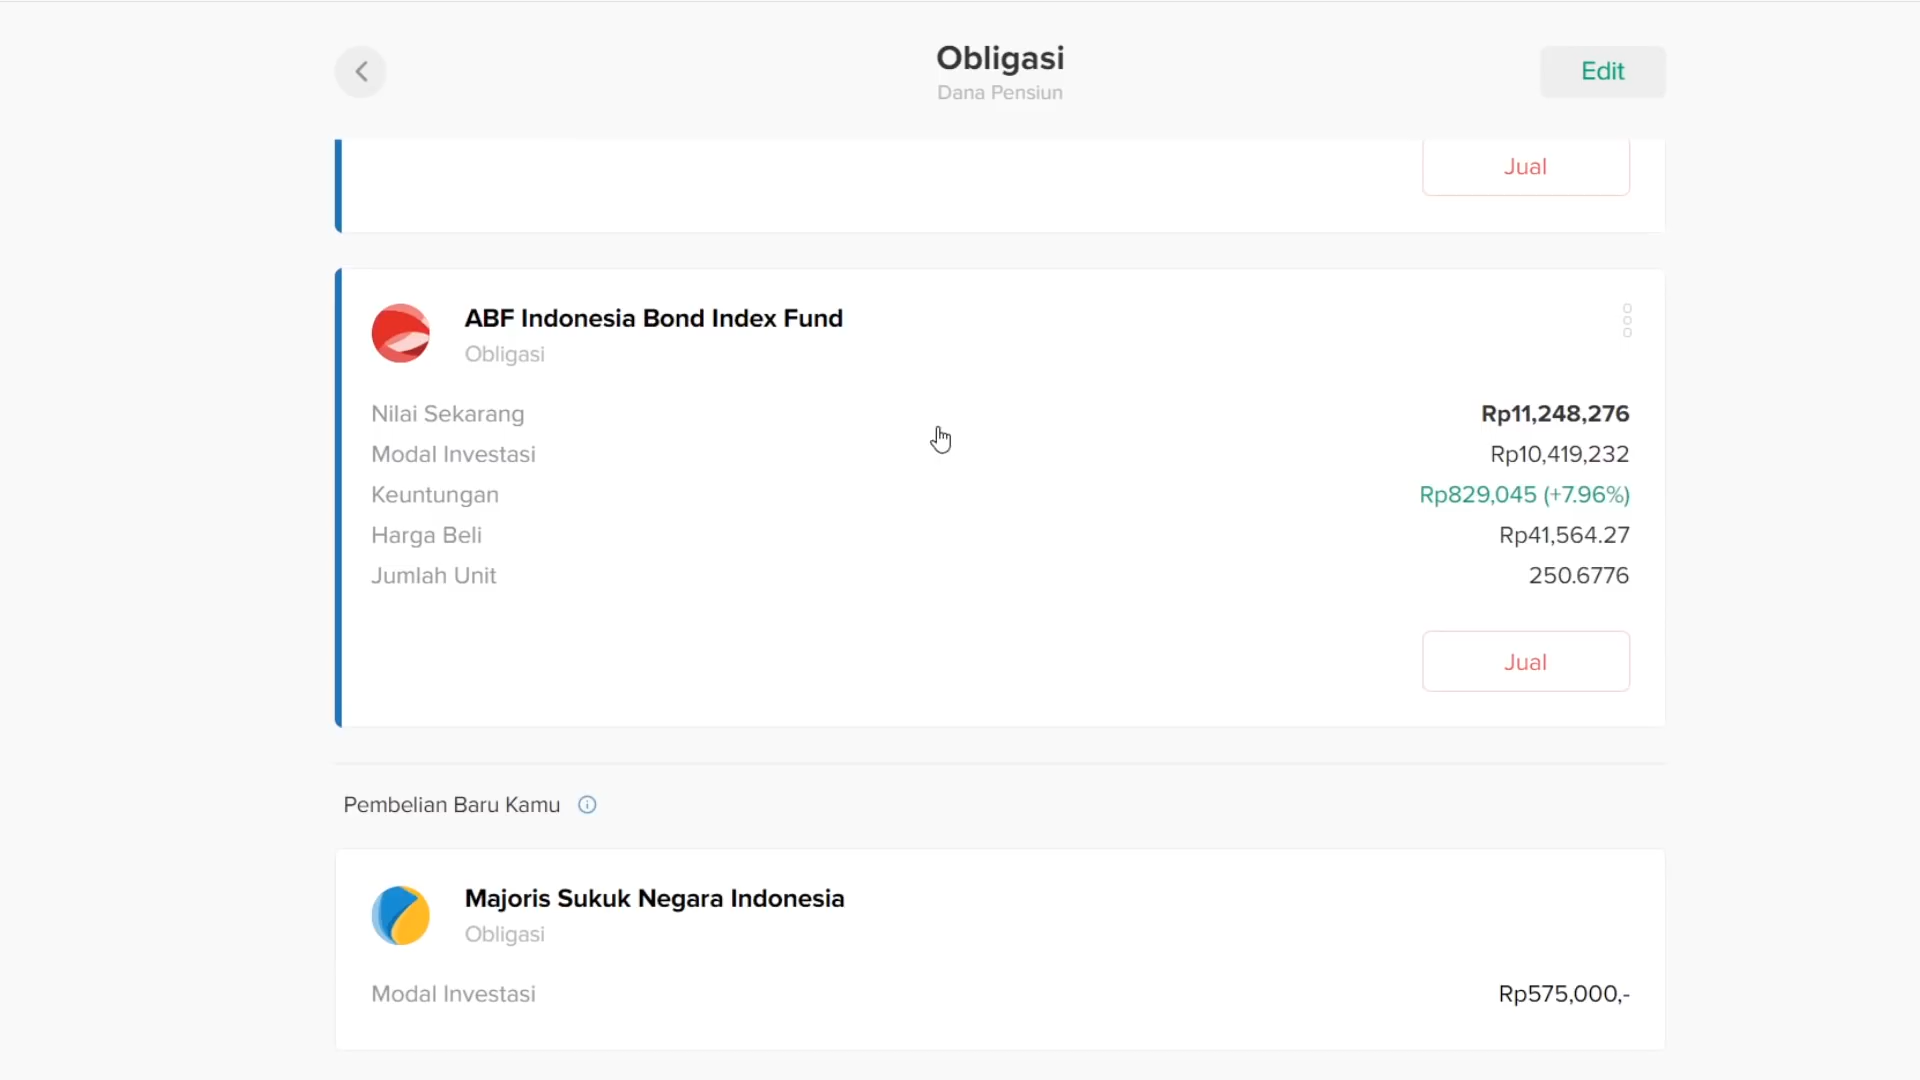 Obligasi
Dana Pensiun
Edit
Jual
ABF Indonesia Bond Index Fund
Obligasi
Nilai Sekarang Rp11,248,276
Modal Investasi Rp10,419,232
Keuntungan Rp829,045 (+7.96%)
Harga Beli Rp41,564.27
Jumlah Unit 250.6776
Jual
Pembelian Baru Kamu
Majoris Sukuk Negara Indonesia
Obligasi
Modal Investasi Rp575,000,-